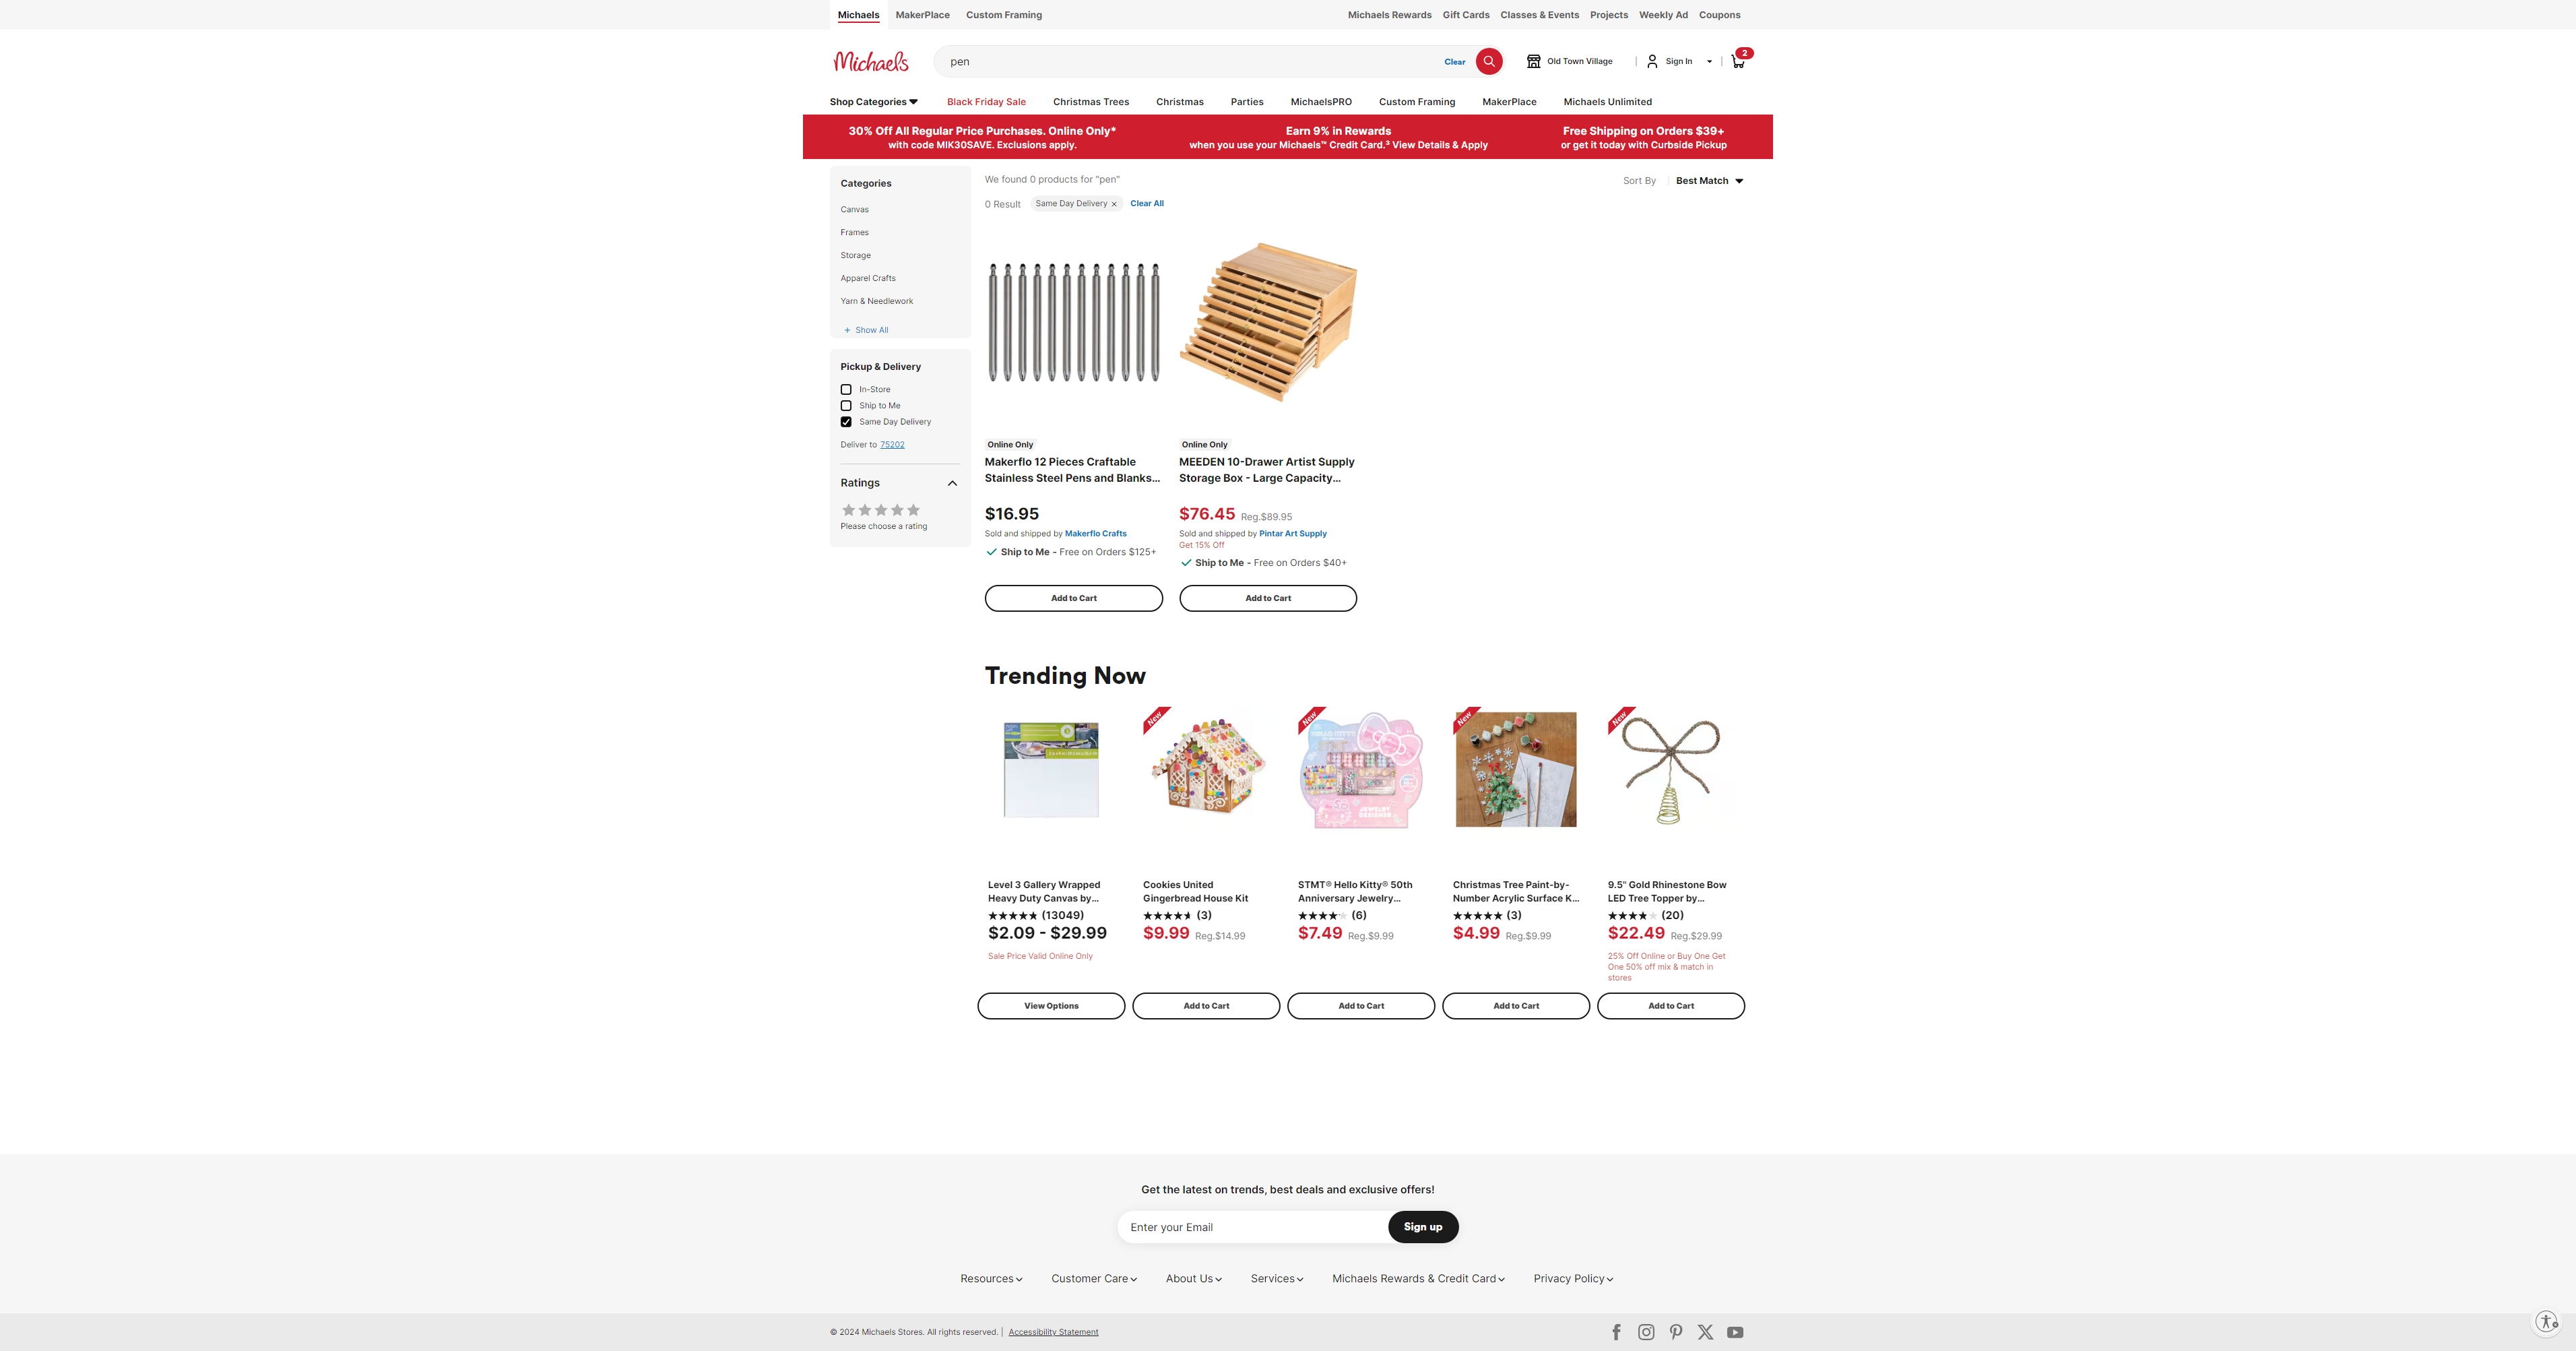 Michaels MakerPlace Custom Framing Michaels Rewards Gift Cards Classes & Events Projects Weekly Ad Coupons
Michaels pen Clear Old Town Village Sign In 2
Shop Categories Black Friday Sale Christmas Trees Christmas Parties MichaelsPRO Custom Framing MakerPlace Michaels Unlimited
30% Off All Regular Price Purchases. Online Only* Earn 9% in Rewards Free Shipping on Orders $39+
with code MIK30SAVE. Exclusions apply. when you use your Michaels™ Credit Card.³ View Details & Apply or get it today with Curbside Pickup
Categories
Canvas
Frames
Storage
Apparel Crafts
Yarn & Needlework
+ Show All
Pickup & Delivery
In-Store
Ship to Me
Same Day Delivery
Deliver to 75202
Ratings
Please choose a rating
We found 0 products for "pen" Sort By Best Match
0 Result Same Day Delivery × Clear All
Online Only
Makerflo 12 Pieces Craftable
Stainless Steel Pens and Blanks...
$16.95
Sold and shipped by Makerflo Crafts
Ship to Me - Free on Orders $125+
Add to Cart
Online Only
MEEDEN 10-Drawer Artist Supply
Storage Box - Large Capacity...
$76.45 Reg.$89.95
Sold and shipped by Pintar Art Supply
Get 15% Off
Ship to Me - Free on Orders $40+
Add to Cart
Trending Now
Level 3 Gallery Wrapped
Heavy Duty Canvas by...
(13049)
$2.09 - $29.99
Sale Price Valid Online Only
View Options
New
Cookies United
Gingerbread House Kit
(3)
$9.99 Reg.$14.99
Add to Cart
New
HELLO KITTY
JEWELRY
DESIGNER
STMT® Hello Kitty® 50th
Anniversary Jewelry...
(6)
$7.49 Reg.$9.99
Add to Cart
New
Christmas Tree Paint-by-
Number Acrylic Surface K...
(3)
$4.99 Reg.$9.99
Add to Cart
New
9.5" Gold Rhinestone Bow
LED Tree Topper by...
(20)
$22.49 Reg.$29.99
25% Off Online or Buy One Get
One 50% off mix & match in
stores
Add to Cart
Get the latest on trends, best deals and exclusive offers!
Enter your Email Sign up
Resources Customer Care About Us Services Michaels Rewards & Credit Card Privacy Policy
© 2024 Michaels Stores. All rights reserved. | Accessibility Statement